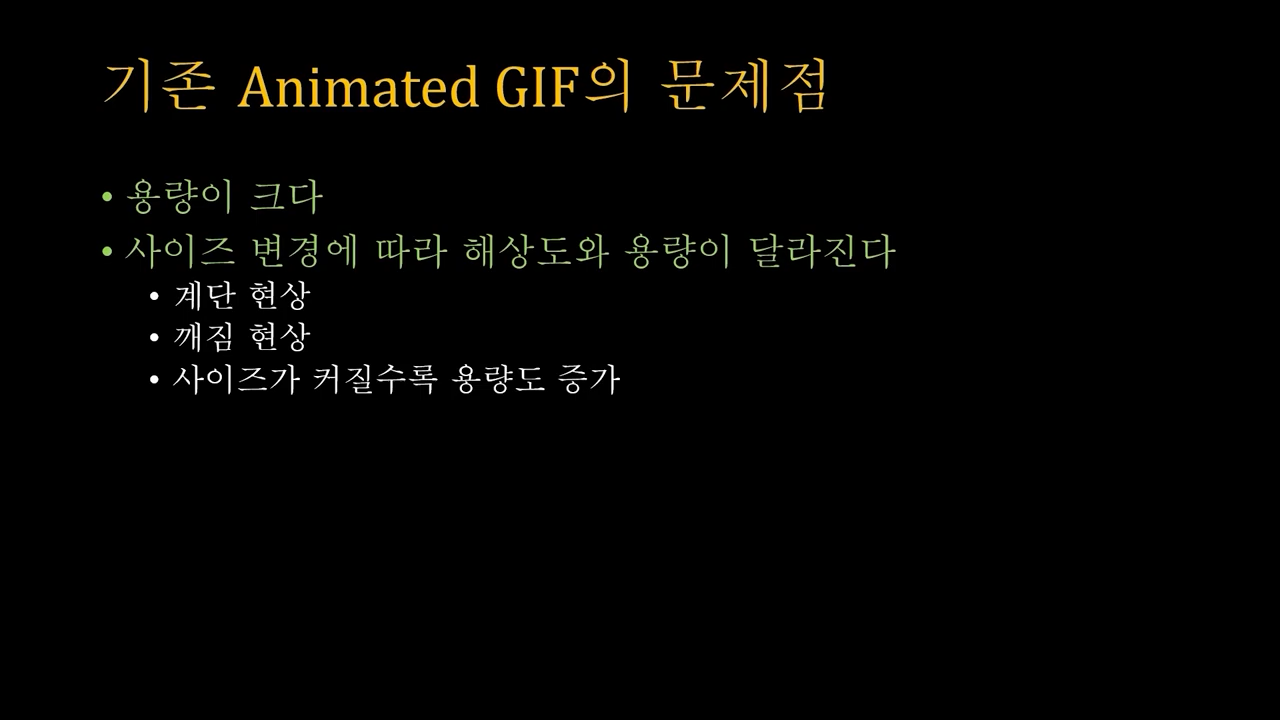 기존 Animated GIF의 문제점
• 용량이 크다
• 사이즈 변경에 따라 해상도와 용량이 달라진다
• 계단 현상
• 깨짐 현상
• 사이즈가 커질수록 용량도 증가